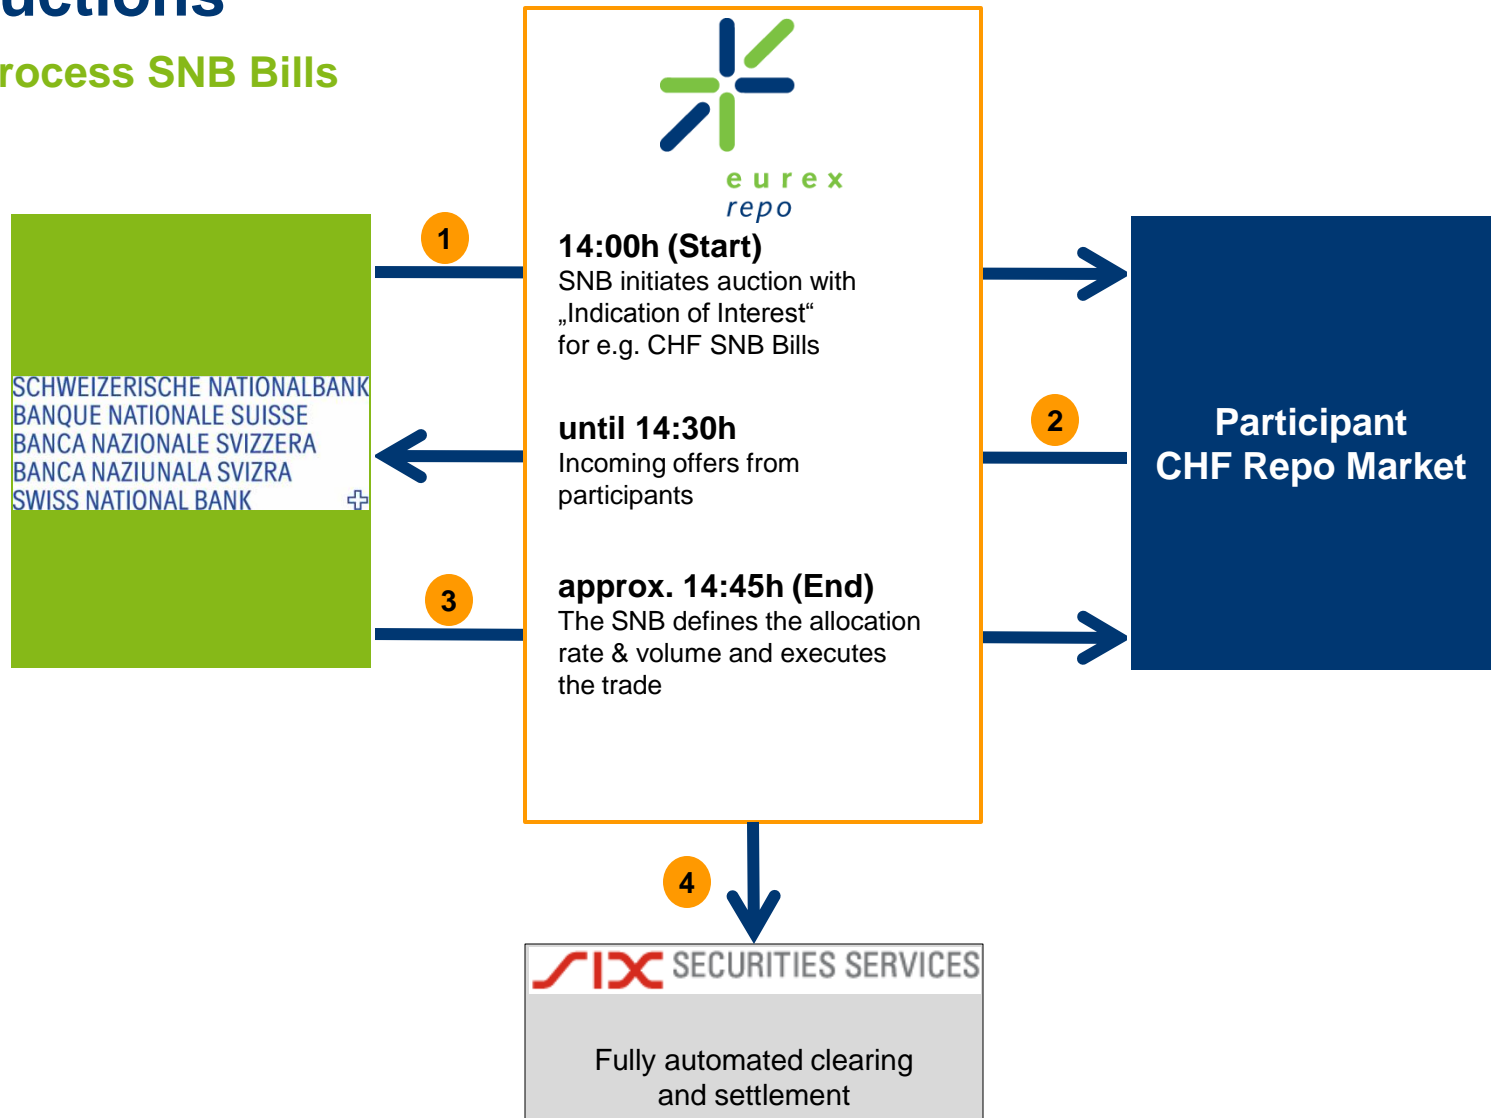 uctions
rocess SNB Bills
eurex
repo
1
14:00h (Start)
SNB initiates auction with
„Indication of Interest“
for e.g. CHF SNB Bills
SCHWEIZERISCHE NATIONALBANK
BANQUE NATIONALE SUISSE
BANCA NAZIONALE SVIZZERA
BANCA NAZIUNALA SVIZRA
SWISS NATIONAL BANK
until 14:30h
Incoming offers from
participants
2
Participant
CHF Repo Market
3
approx. 14:45h (End)
The SNB defines the allocation
rate & volume and executes
the trade
4
SIX SECURITIES SERVICES
Fully automated clearing
and settlement